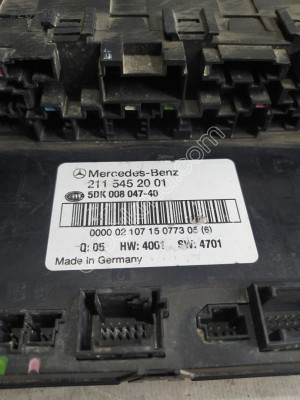 Mercedes-Benz
211 545 20 01
5DK 008 047-40
0000 02 107 15 0773 05 (6)
Q: 05 HW: 4001 SW: 4701
Made in Germany